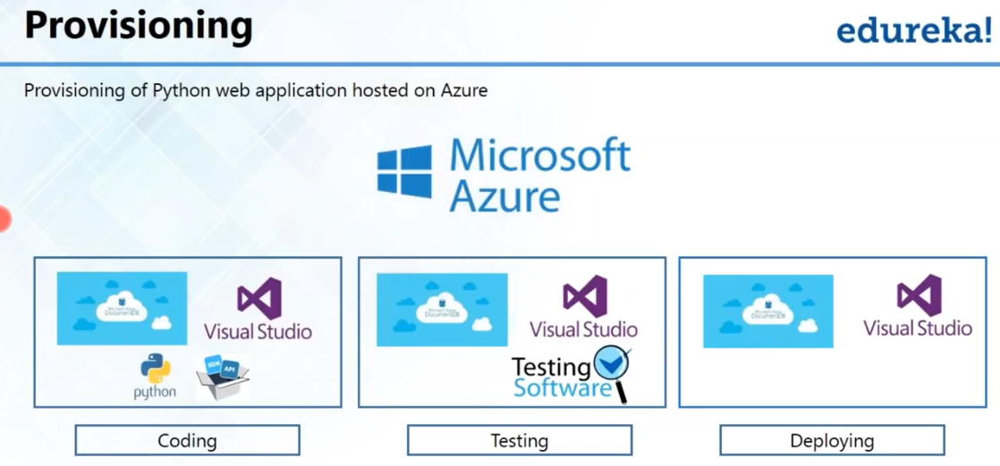 Provisioning
edureka!
Provisioning of Python web application hosted on Azure
Microsoft
Azure
Microsoft Azure
DocumentDB
Visual Studio
python
SDK
API
Microsoft Azure
DocumentDB
Visual Studio
Testing
Software
Microsoft Azure
DocumentDB
Visual Studio
Coding
Testing
Deploying